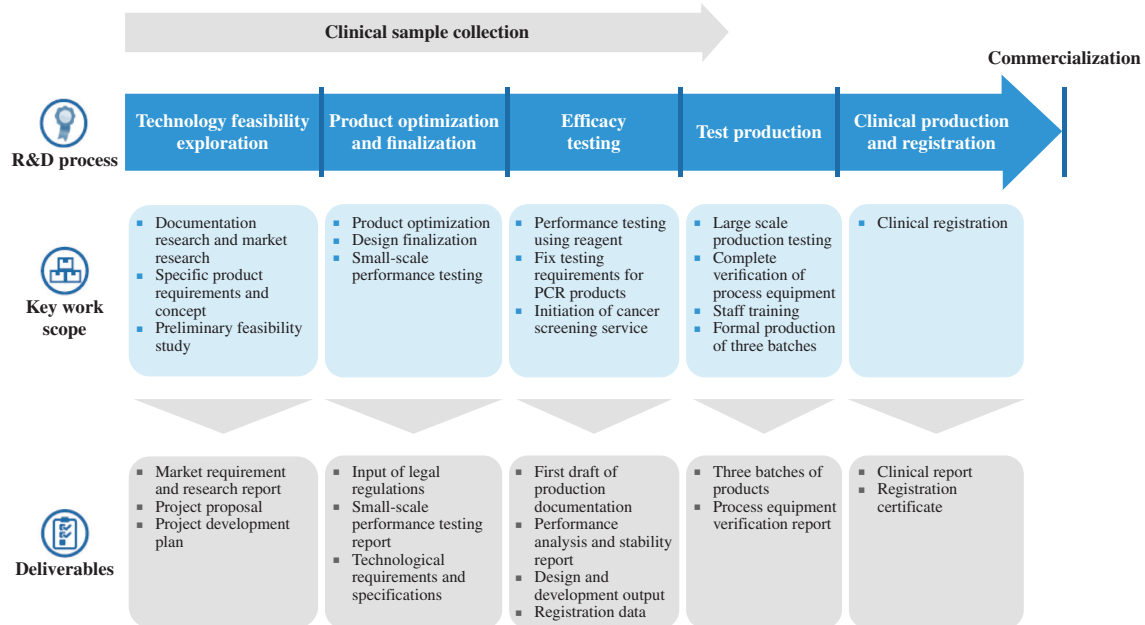 Clinical sample collection
Commercialization
R&D process
Technology feasibility
exploration
Product optimization
and finalization
Efficacy
testing
Test production
Clinical production
and registration
Key work
scope
▪ Documentation
research and market
research
▪ Specific product
requirements and
concept
▪ Preliminary feasibility
study
▪ Product optimization
▪ Design finalization
▪ Small-scale
performance testing
▪ Performance testing
using reagent
▪ Fix testing
requirements for
PCR products
▪ Initiation of cancer
screening service
▪ Large scale
production testing
▪ Complete
verification of
process equipment
▪ Staff training
▪ Formal production
of three batches
▪ Clinical registration
Deliverables
▪ Market requirement
and research report
▪ Project proposal
▪ Project development
plan
▪ Input of legal
regulations
▪ Small-scale
performance testing
report
▪ Technological
requirements and
specifications
▪ First draft of
production
documentation
▪ Performance
analysis and stability
report
▪ Design and
development output
▪ Registration data
▪ Three batches of
products
▪ Process equipment
verification report
▪ Clinical report
▪ Registration
certificate